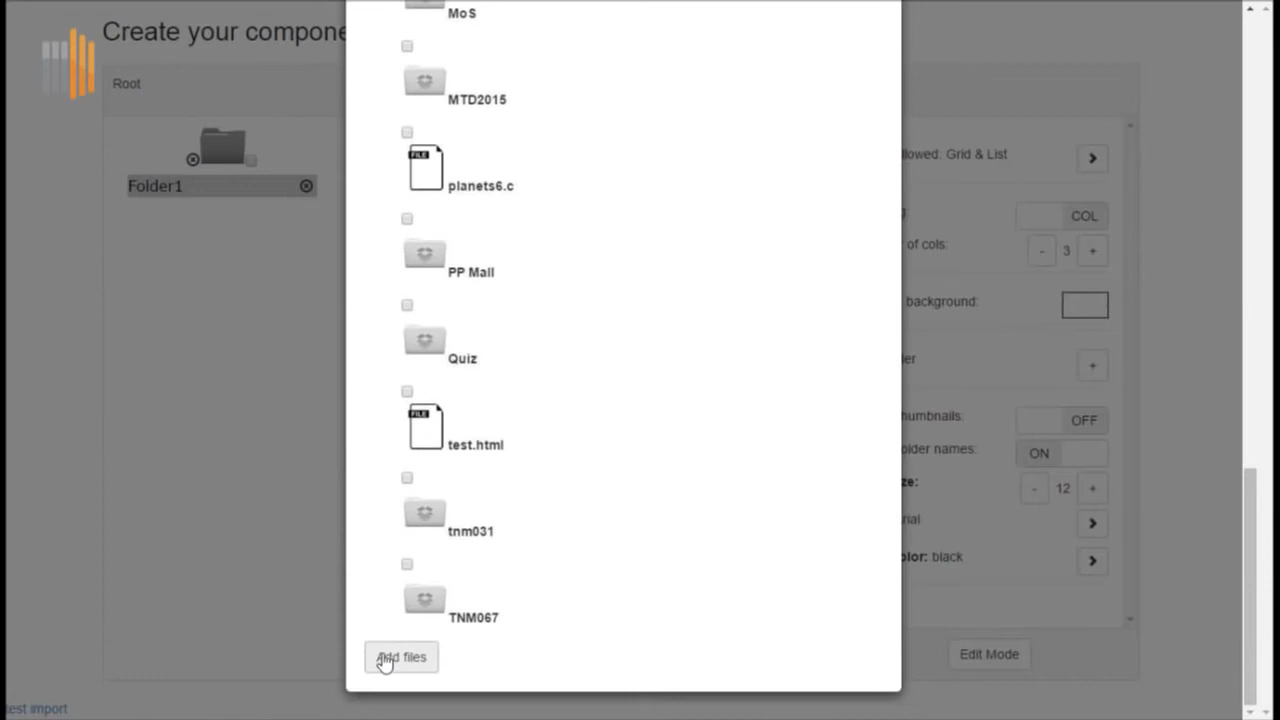 Create your compone
Root
Folder1
MoS
MTD2015
FILE
planets6.c
PP Mail
Quiz
FILE
test.html
tnm031
TNM067
Add files
llowed: Grid & List
COL
of cols:
- 3 +
background:
+
humbnails:
OFF
older names:
ON
ze:
- 12 +
rial
olor: black
Edit Mode
test import